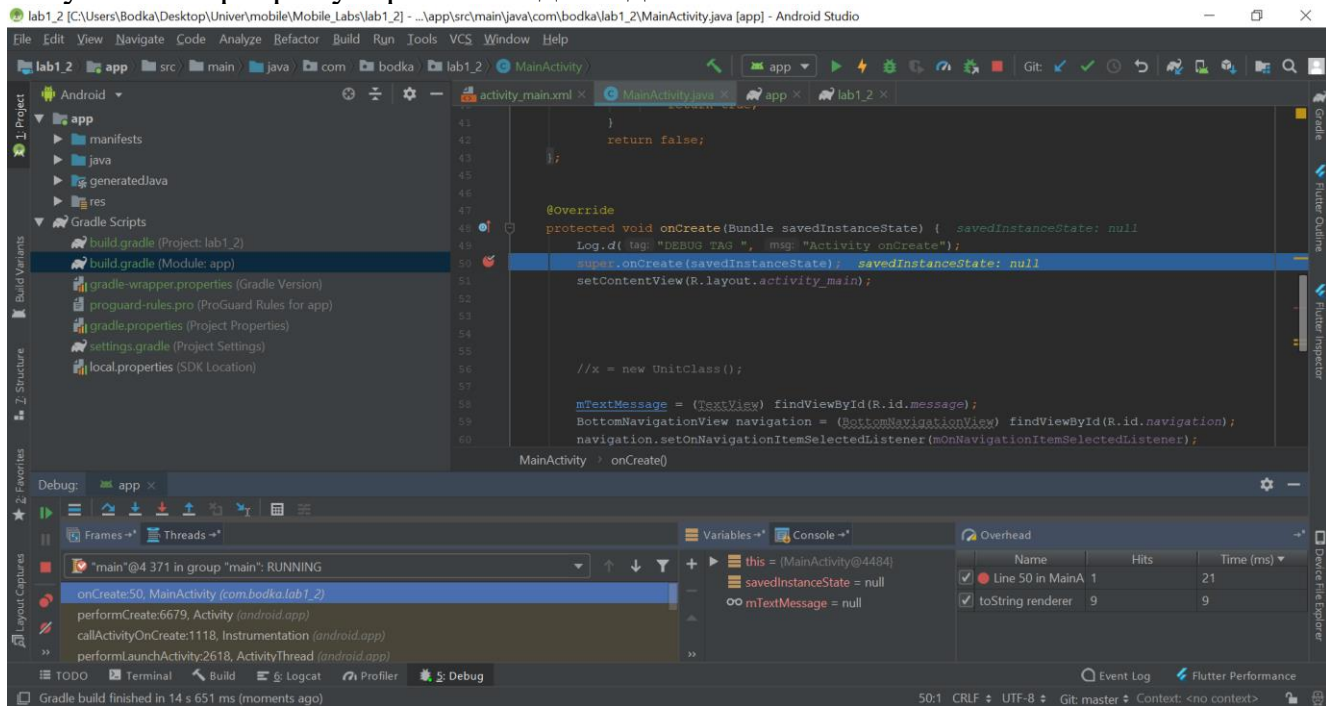 lab1_2 [C:\Users\Bodka\Desktop\Univer\mobile\Mobile_Labs\lab1_2] - ...\app\src\main\java\com\bodka\lab1_2\MainActivity.java [app] - Android Studio
File Edit View Navigate Code Analyze Refactor Build Run Tools VCS Window Help
lab1_2 app src main java com bodka lab1_2 MainActivity app Git:
1: Project
Build Variants
7: Structure
2: Favorites
Layout Captures
Android
app
manifests
java
generatedJava
res
Gradle Scripts
build.gradle (Project: lab1_2)
build.gradle (Module: app)
gradle-wrapper.properties (Gradle Version)
proguard-rules.pro (ProGuard Rules for app)
gradle.properties (Project Properties)
settings.gradle (Project Settings)
local.properties (SDK Location)
activity_main.xml MainActivity.java app lab1_2
return true;
41 }
42 return false;
43 };
45
46
47 @Override
48 protected void onCreate(Bundle savedInstanceState) { savedInstanceState: null
49 Log.d( tag: "DEBUG TAG ", msg: "Activity onCreate");
50 super.onCreate(savedInstanceState); savedInstanceState: null
51 setContentView(R.layout.activity_main);
52
53
54
55
56 //x = new UnitClass();
57
58 mTextMessage = (TextView) findViewById(R.id.message);
59 BottomNavigationView navigation = (BottomNavigationView) findViewById(R.id.navigation);
60 navigation.setOnNavigationItemSelectedListener(mOnNavigationItemSelectedListener);
MainActivity › onCreate()
Gradle
Flutter Outline
Flutter Inspector
Device File Explorer
Debug: app
Frames Threads
"main"@4 371 in group "main": RUNNING
onCreate:50, MainActivity (com.bodka.lab1_2)
performCreate:6679, Activity (android.app)
callActivityOnCreate:1118, Instrumentation (android.app)
performLaunchActivity:2618, ActivityThread (android.app)
Variables Console
this = {MainActivity@4484}
savedInstanceState = null
mTextMessage = null
Overhead
Name Hits Time (ms)
Line 50 in MainA 1 21
toString renderer 9 9
TODO Terminal Build 6: Logcat Profiler 5: Debug Event Log Flutter Performance
Gradle build finished in 14 s 651 ms (moments ago) 50:1 CRLF UTF-8 Git: master Context: <no context>